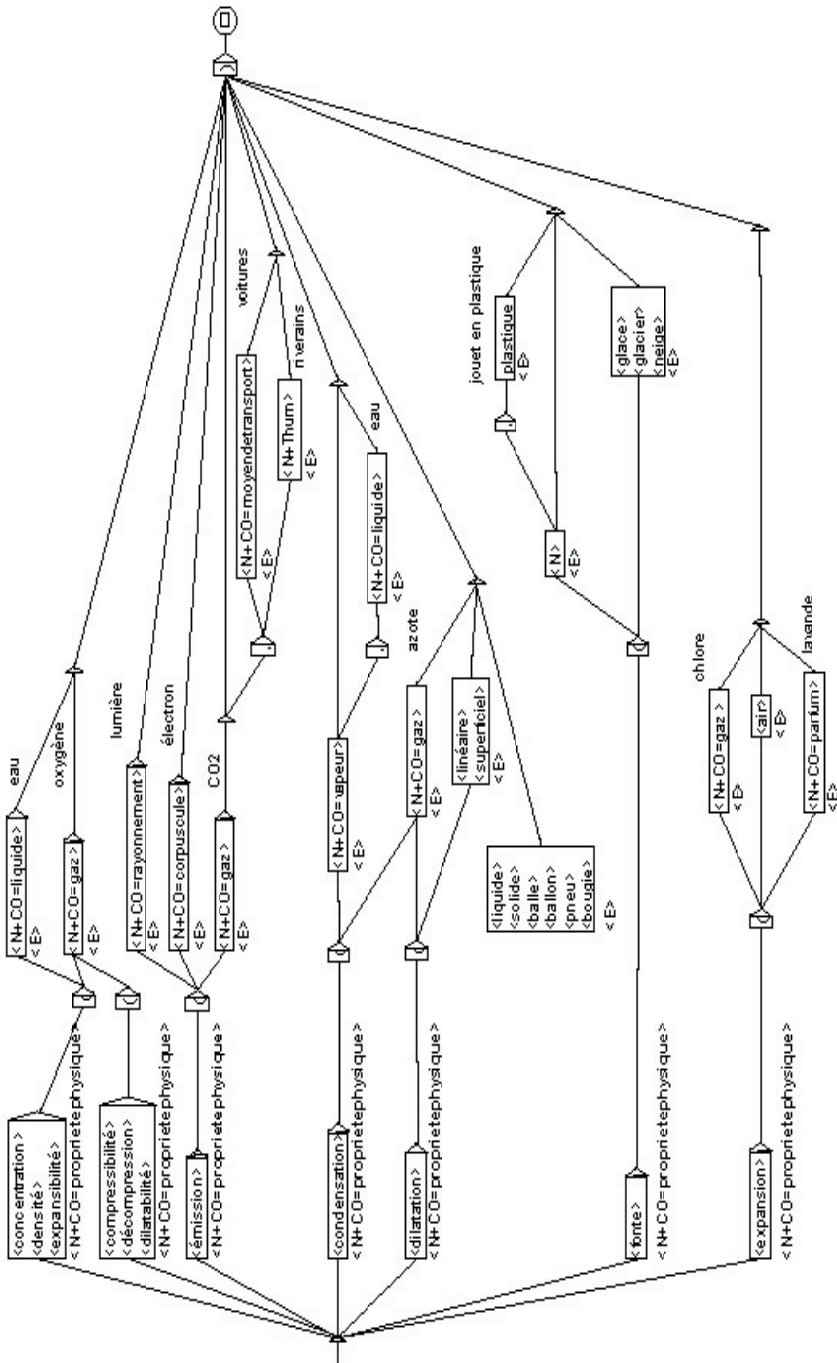 <concentration>
<densité>
<expansibilité>
<N+CO=proprietephysique>
<N+CO=liquide>
<E>
eau
<N+CO=gaz>
<E>
oxygène
<compressibilité>
<décompression>
<dilatabilité>
<N+CO=proprietephysique>
<émission>
<N+CO=proprietephysique>
<N+CO=rayonnement>
<E>
lumière
<N+CO=corpuscule>
<E>
électron
<N+CO=gaz>
<E>
CO2
<N+CO=moyendetransport>
<E>
voitures
<N+Thum>
<E>
<condensation>
<N+CO=proprietephysique>
<N+CO=vapeur>
<E>
<N+CO=liquide>
<E>
eau
<dilatation>
<N+CO=proprietephysique>
<N+CO=gaz>
<E>
azote
<linéaire>
<superficiel>
<E>
<liquide>
<solide>
<balle>
<ballon>
<pneu>
<bougie>
<E>
<fonte>
<N+CO=proprietephysique>
<N>
<E>
plastique
<E>
jouet en plastique
<glace>
<glacier>
<neige>
<E>
<expansion>
<N+CO=proprietephysique>
<N+CO=gaz>
<E>
chlore
<air>
<E>
<N+CO=parfum>
<E>
lavande